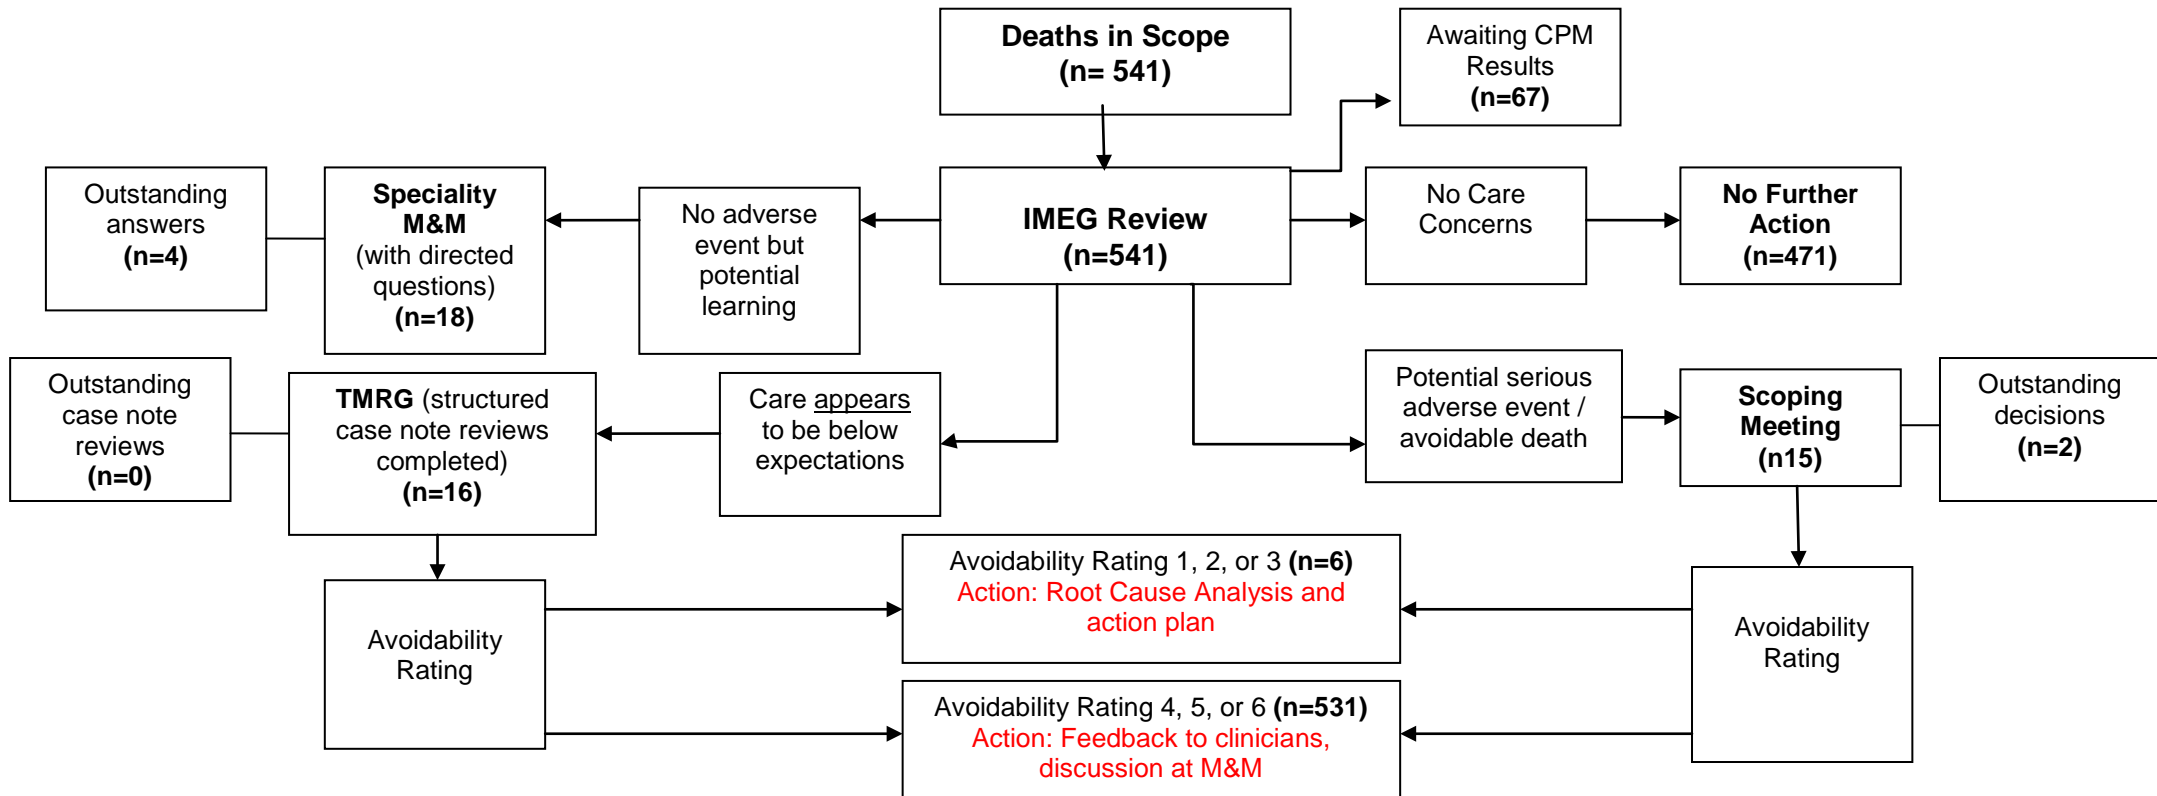 Deaths in Scope
(n= 541)
Awaiting CPM
Results
(n=67)
Outstanding
answers
(n=4)
Speciality
M&M
(with directed
questions)
(n=18)
No adverse
event but
potential
learning
IMEG Review
(n=541)
No Care
Concerns
No Further
Action
(n=471)
Outstanding
case note
reviews
(n=0)
TMRG (structured
case note reviews
completed)
(n=16)
Care appears
to be below
expectations
Potential serious
adverse event /
avoidable death
Scoping
Meeting
(n15)
Outstanding
decisions
(n=2)
Avoidability
Rating
Avoidability Rating 1, 2, or 3 (n=6)
Action: Root Cause Analysis and
action plan
Avoidability
Rating
Avoidability Rating 4, 5, or 6 (n=531)
Action: Feedback to clinicians,
discussion at M&M